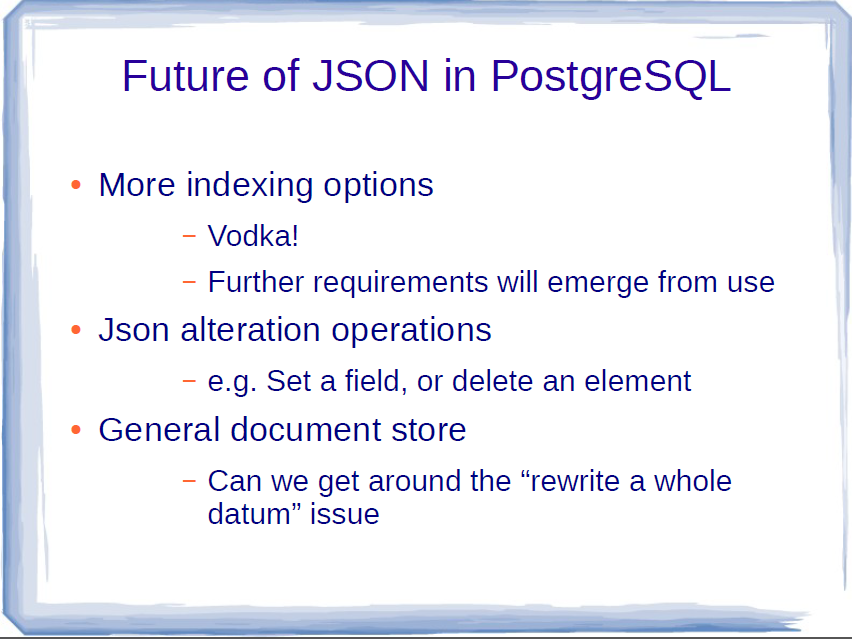 Future of JSON in PostgreSQL
• More indexing options
– Vodka!
– Further requirements will emerge from use
• Json alteration operations
– e.g. Set a field, or delete an element
• General document store
– Can we get around the “rewrite a whole
datum” issue